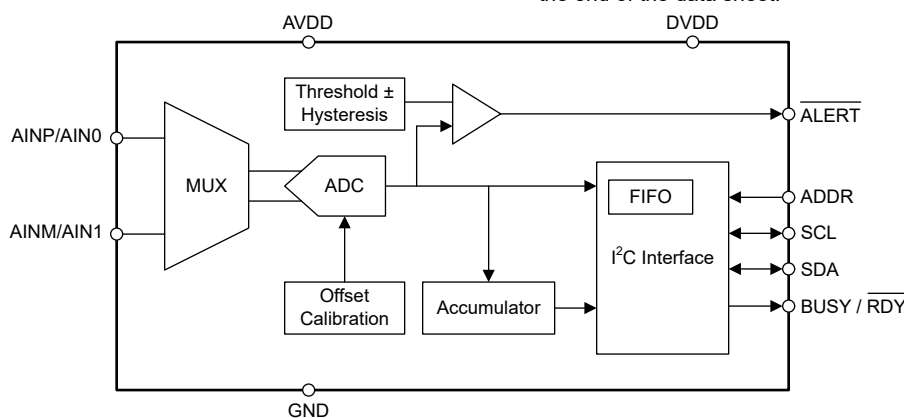 the end of the data sheet.
AVDD
DVDD
Threshold ±
Hysteresis
ALERT
AINP/AIN0
MUX
ADC
FIFO
ADDR
AINM/AIN1
SCL
I²C Interface
SDA
Offset
Calibration
Accumulator
BUSY / RDY
GND